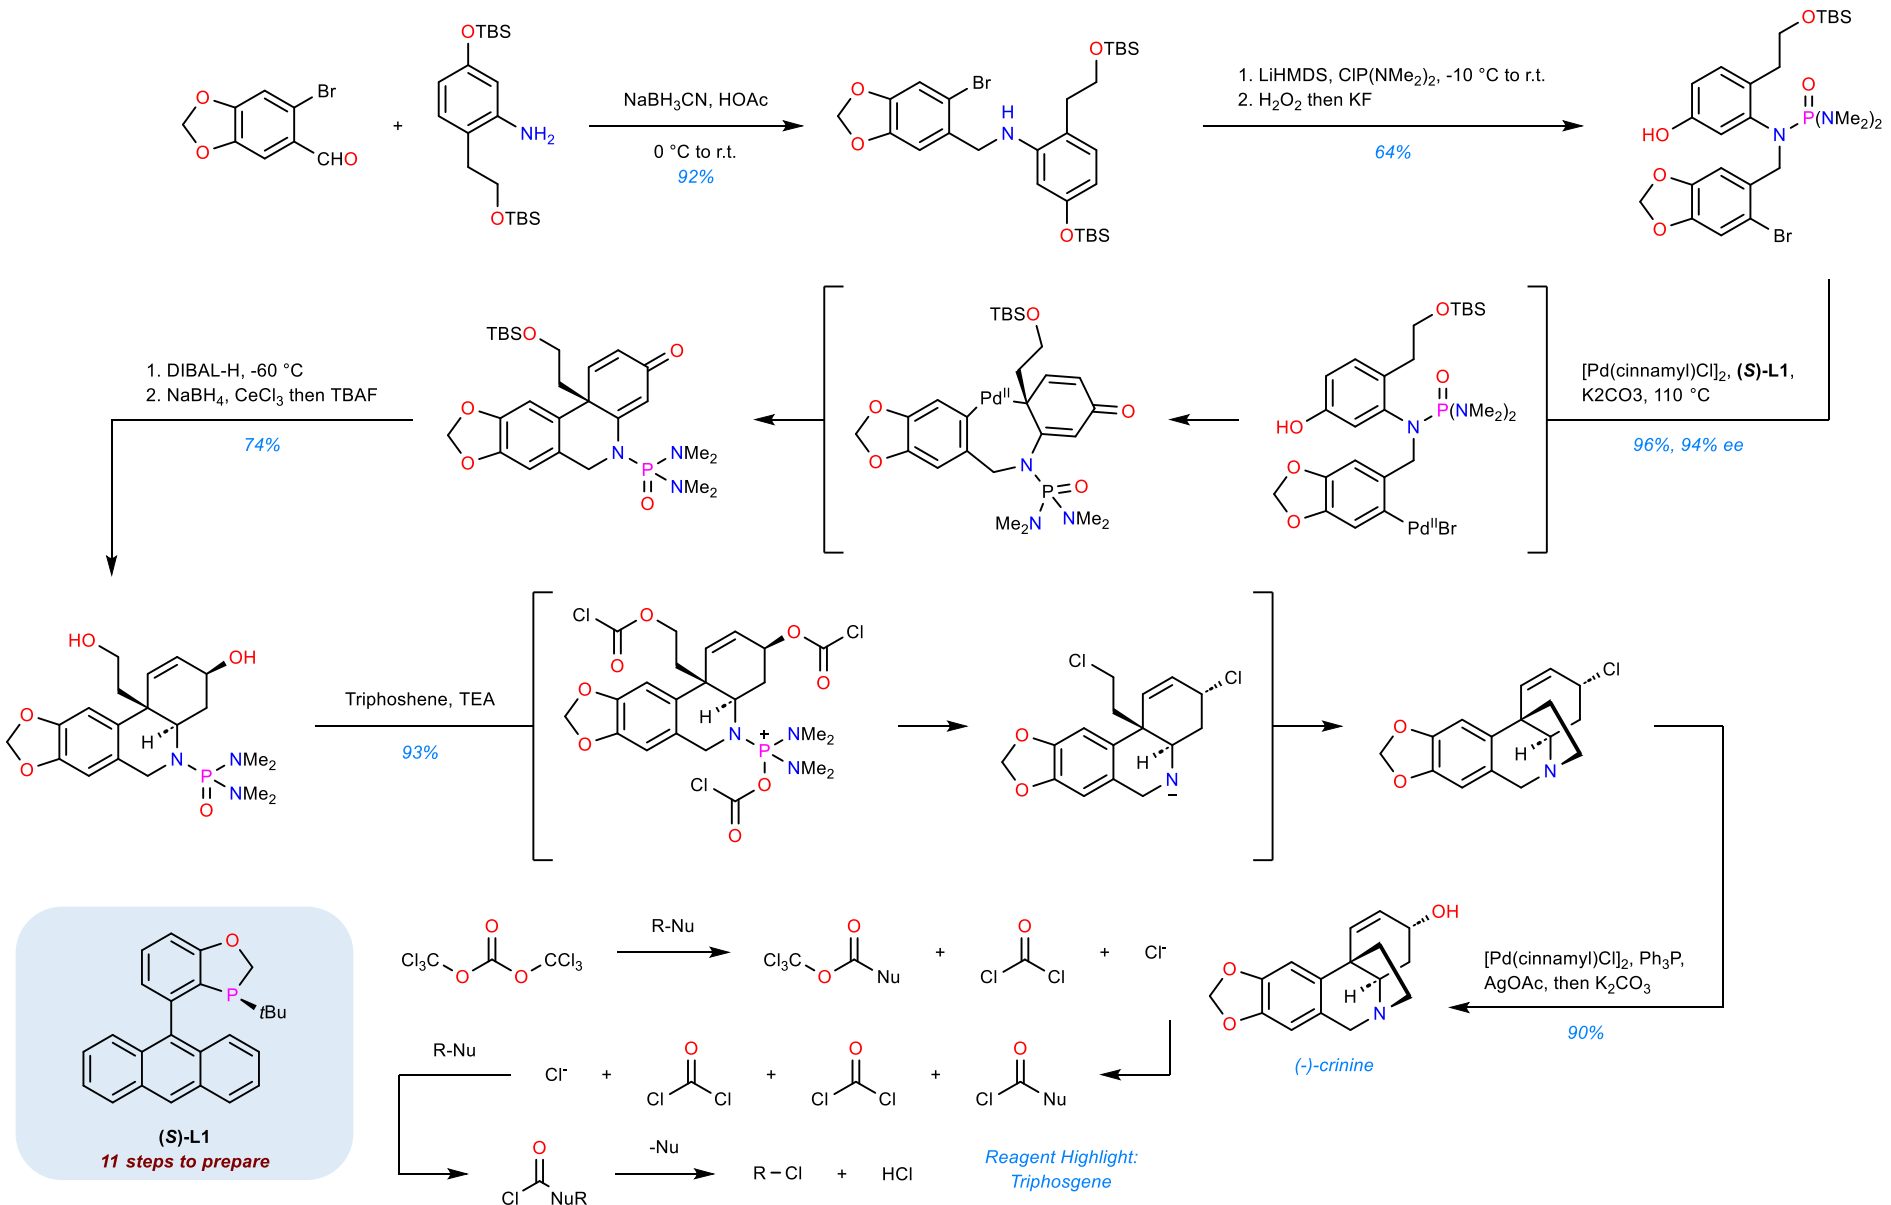 OTBS
NH2
O
O
Br
CHO
+
OTBS
NaBH3CN, HOAc
0 °C to r.t.
92%
O
O
Br
H
N
OTBS
OTBS
1. LiHMDS, ClP(NMe2)2, -10 °C to r.t.
2. H2O2 then KF
64%
OTBS
O
P(NMe2)2
N
HO
O
O
Br
[Pd(cinnamyl)Cl]2, (S)-L1,
K2CO3, 110 °C
96%, 94% ee
OTBS
O
P(NMe2)2
N
HO
O
O
PdIIBr
TBSO
PdII
O
O
O
N
P
O
Me2N
NMe2
TBSO
O
O
O
N
P
NMe2
NMe2
O
1. DIBAL-H, -60 °C
2. NaBH4, CeCl3 then TBAF
74%
HO
OH
O
O
H
N
P
NMe2
NMe2
O
Triphoshene, TEA
93%
Cl
O
O
O
Cl
O
O
O
H
N
+
P
NMe2
NMe2
O
Cl
O
Cl
Cl
O
O
H
N
–
Cl
O
O
H
N
[Pd(cinnamyl)Cl]2, Ph3P,
AgOAc, then K2CO3
90%
OH
O
O
H
N
(-)-crinine
O
P
tBu
(S)-L1
11 steps to prepare
O
Cl3C
O
O
CCl3
R-Nu
O
Cl3C
O
Nu
+
O
Cl
Cl
+
Cl-
R-Nu
Cl-
+
O
Cl
Cl
+
O
Cl
Cl
+
O
Cl
Nu
O
Cl
NuR
-Nu
R–Cl
+
HCl
Reagent Highlight:
Triphosgene